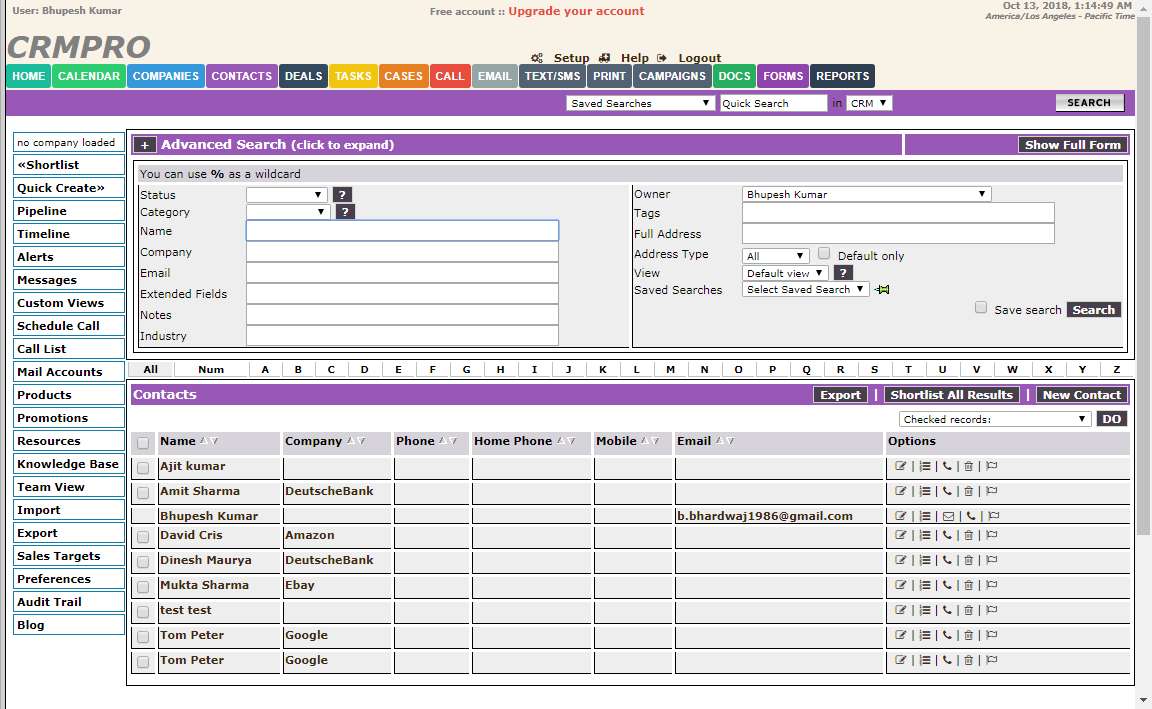 User: Bhupesh Kumar
Free account :: Upgrade your account
Oct 13, 2018, 1:14:49 AM
America/Los Angeles - Pacific Time
CRMPRO
Setup Help Logout
HOME CALENDAR COMPANIES CONTACTS DEALS TASKS CASES CALL EMAIL TEXT/SMS PRINT CAMPAIGNS DOCS FORMS REPORTS
Saved Searches Quick Search in CRM SEARCH
no company loaded
«Shortlist
Quick Create»
Pipeline
Timeline
Alerts
Messages
Custom Views
Schedule Call
Call List
Mail Accounts
Products
Promotions
Resources
Knowledge Base
Team View
Import
Export
Sales Targets
Preferences
Audit Trail
Blog
+ Advanced Search (click to expand) Show Full Form
You can use % as a wildcard
Status ?
Category ?
Name
Company
Email
Extended Fields
Notes
Industry
Owner Bhupesh Kumar
Tags
Full Address
Address Type All Default only
View Default view ?
Saved Searches Select Saved Search
Save search Search
All Num A B C D E F G H I J K L M N O P Q R S T U V W X Y Z
Contacts Export | Shortlist All Results | New Contact
Checked records: DO
Name Company Phone Home Phone Mobile Email Options
Ajit kumar | | | |
Amit Sharma DeutscheBank | | | |
Bhupesh Kumar b.bhardwaj1986@gmail.com | | | |
David Cris Amazon | | | |
Dinesh Maurya DeutscheBank | | | |
Mukta Sharma Ebay | | | |
test test | | | |
Tom Peter Google | | | |
Tom Peter Google | | | |